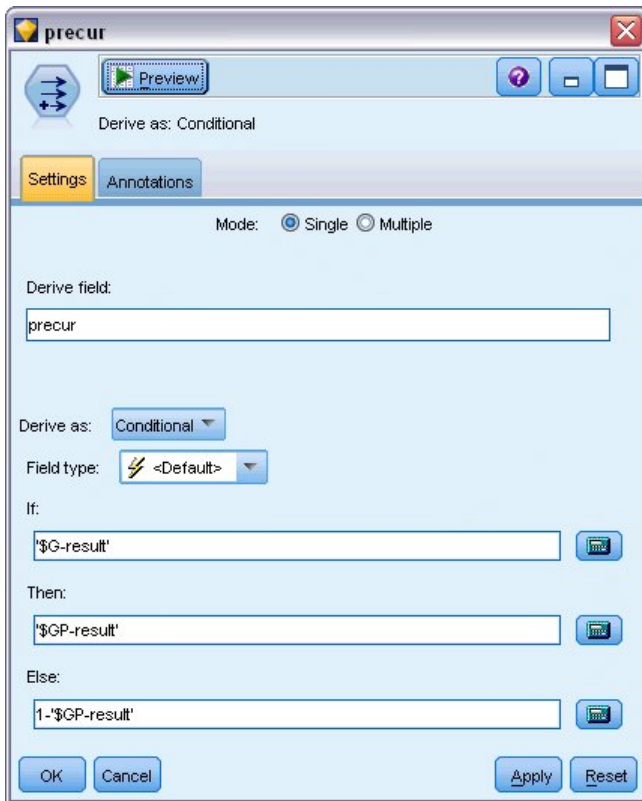 precur
Preview
Derive as: Conditional
Settings Annotations
Mode: Single Multiple
Derive field:
precur
Derive as: Conditional
Field type: <Default>
If:
'$G-result'
Then:
'$GP-result'
Else:
1-'$GP-result'
OK Cancel Apply Reset